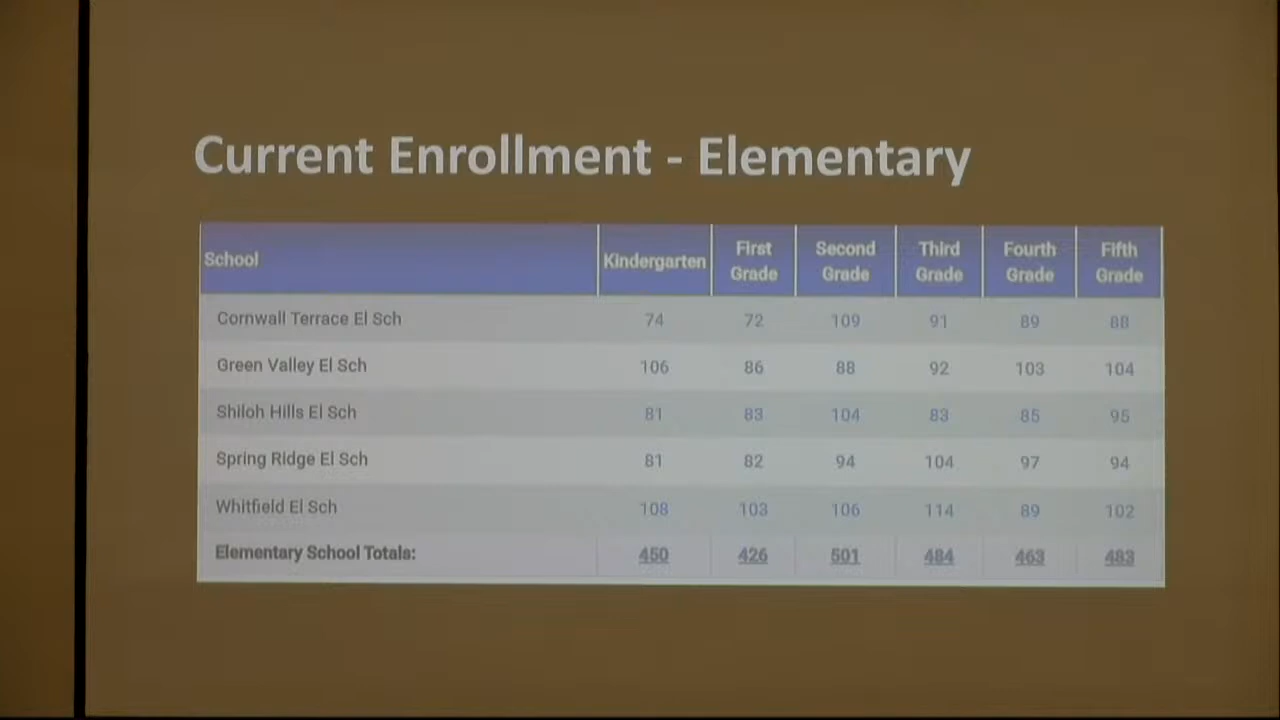 Current Enrollment - Elementary
School Kindergarten First Grade Second Grade Third Grade Fourth Grade Fifth Grade
Cornwall Terrace El Sch 74 72 109 91 89 88
Green Valley El Sch 106 86 88 92 103 104
Shiloh Hills El Sch 81 83 104 83 85 95
Spring Ridge El Sch 81 82 94 104 97 94
Whitfield El Sch 108 103 106 114 89 102
Elementary School Totals: 450 426 501 484 463 483